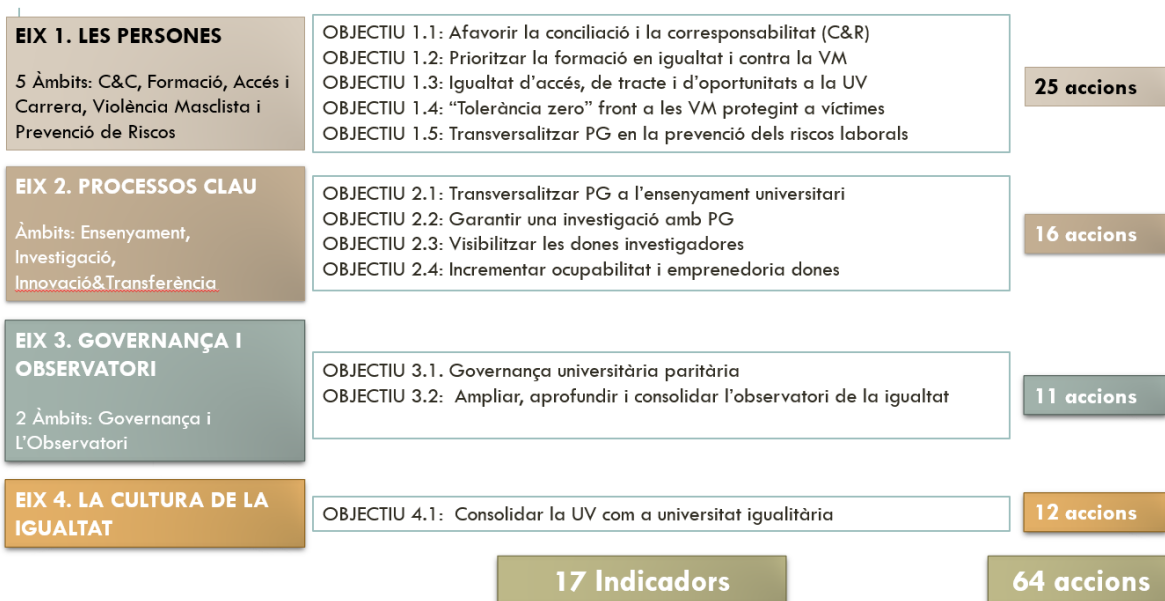 EIX 1. LES PERSONES
5 Àmbits: C&C, Formació, Accés i
Carrera, Violència Masclista i
Prevenció de Riscos
OBJECTIU 1.1: Afavorir la conciliació i la corresponsabilitat (C&R)
OBJECTIU 1.2: Prioritzar la formació en igualtat i contra la VM
OBJECTIU 1.3: Igualtat d'accés, de tracte i d'oportunitats a la UV
OBJECTIU 1.4: "Tolerància zero" front a les VM protegint a víctimes
OBJECTIU 1.5: Transversalitzar PG en la prevenció dels riscos laborals
25 accions
EIX 2. PROCESSOS CLAU
Àmbits: Ensenyament,
Investigació,
Innovació&Transferència
OBJECTIU 2.1: Transversalitzar PG a l'ensenyament universitari
OBJECTIU 2.2: Garantir una investigació amb PG
OBJECTIU 2.3: Visibilitzar les dones investigadores
OBJECTIU 2.4: Incrementar ocupabilitat i emprenedoria dones
16 accions
EIX 3. GOVERNANÇA I
OBSERVATORI
2 Àmbits: Governança i
L'Observatori
OBJECTIU 3.1. Governança universitària paritària
OBJECTIU 3.2: Ampliar, aprofundir i consolidar l'observatori de la igualtat
11 accions
EIX 4. LA CULTURA DE LA
IGUALTAT
OBJECTIU 4.1: Consolidar la UV com a universitat igualitària
12 accions
17 Indicadors
64 accions